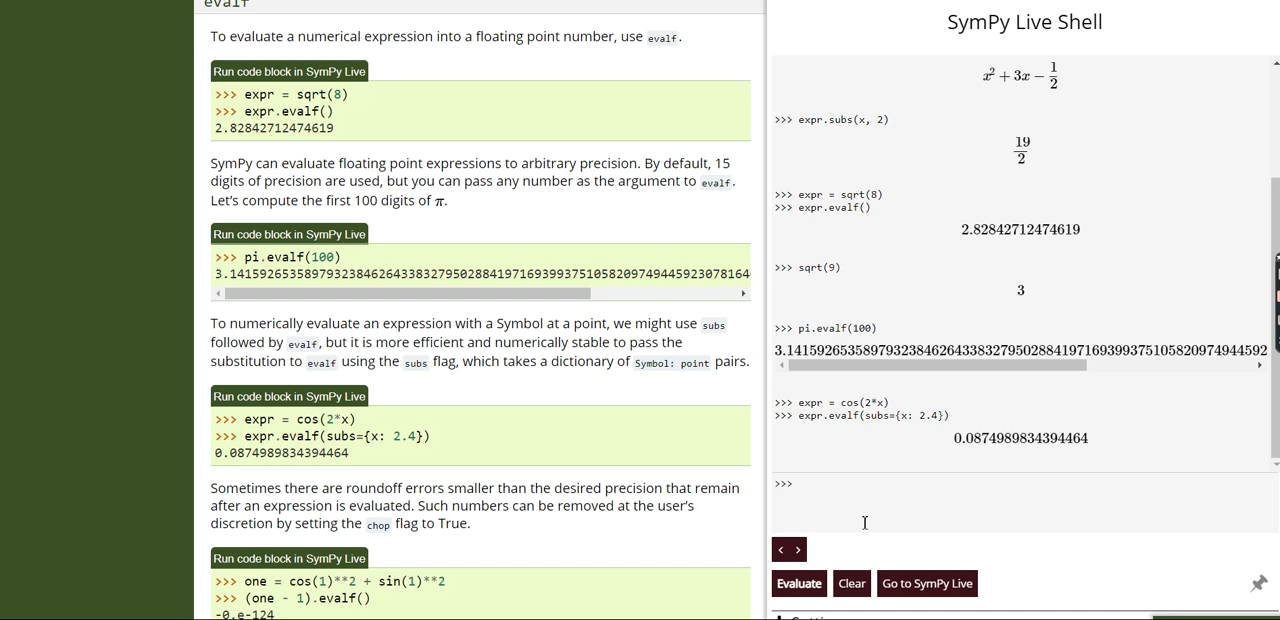 evalf
To evaluate a numerical expression into a floating point number, use evalf.
Run code block in SymPy Live
>>> expr = sqrt(8)
>>> expr.evalf()
2.82842712474619
SymPy can evaluate floating point expressions to arbitrary precision. By default, 15
digits of precision are used, but you can pass any number as the argument to evalf.
Let's compute the first 100 digits of π.
Run code block in SymPy Live
>>> pi.evalf(100)
3.1415926535897932384626433832795028841971693993751058209749445923078164
To numerically evaluate an expression with a Symbol at a point, we might use subs
followed by evalf, but it is more efficient and numerically stable to pass the
substitution to evalf using the subs flag, which takes a dictionary of Symbol: point pairs.
Run code block in SymPy Live
>>> expr = cos(2*x)
>>> expr.evalf(subs={x: 2.4})
0.0874989834394464
Sometimes there are roundoff errors smaller than the desired precision that remain
after an expression is evaluated. Such numbers can be removed at the user's
discretion by setting the chop flag to True.
Run code block in SymPy Live
>>> one = cos(1)**2 + sin(1)**2
>>> (one - 1).evalf()
-0.e-124
SymPy Live Shell
x² + 3x − 1/2
>>> expr.subs(x, 2)
19/2
>>> expr = sqrt(8)
>>> expr.evalf()
2.82842712474619
>>> sqrt(9)
3
>>> pi.evalf(100)
3.141592653589793238462643383279502884197169399375105820974944592
>>> expr = cos(2*x)
>>> expr.evalf(subs={x: 2.4})
0.0874989834394464
>>>
< >
Evaluate Clear Go to SymPy Live